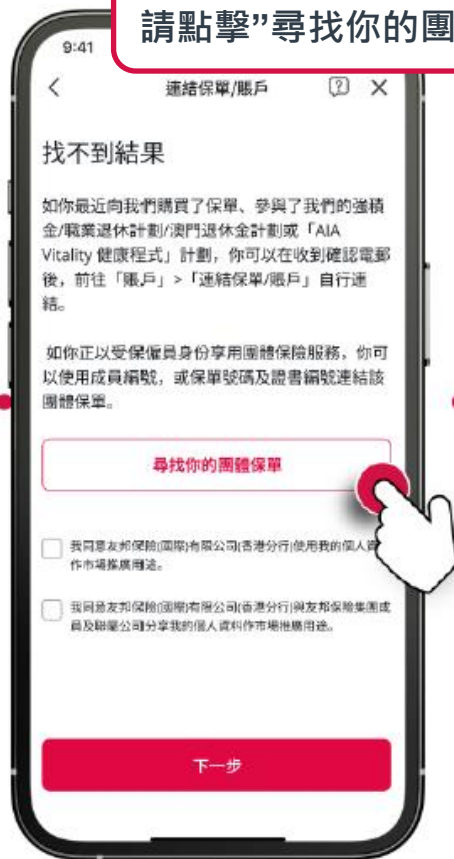 請點擊”尋找你的團
9:41
連結保單/賬戶
找不到結果
如你最近向我們購買了保單、參與了我們的強積
金/職業退休計劃/澳門退休金計劃或「AIA
Vitality 健康程式」計劃，你可以在收到確認電郵
後，前往「賬戶」>「連結保單/賬戶」自行連
結。
如你正以受保僱員身份享用團體保險服務，你可
以使用成員編號，或保單號碼及證書編號連結該
團體保單。
尋找你的團體保單
我同意友邦保險(國際)有限公司(香港分行)使用我的個人資
作市場推廣用途。
我同意友邦保險(國際)有限公司(香港分行)與友邦保險集團成
員及聯屬公司分享我的個人資料作市場推廣用途。
下一步